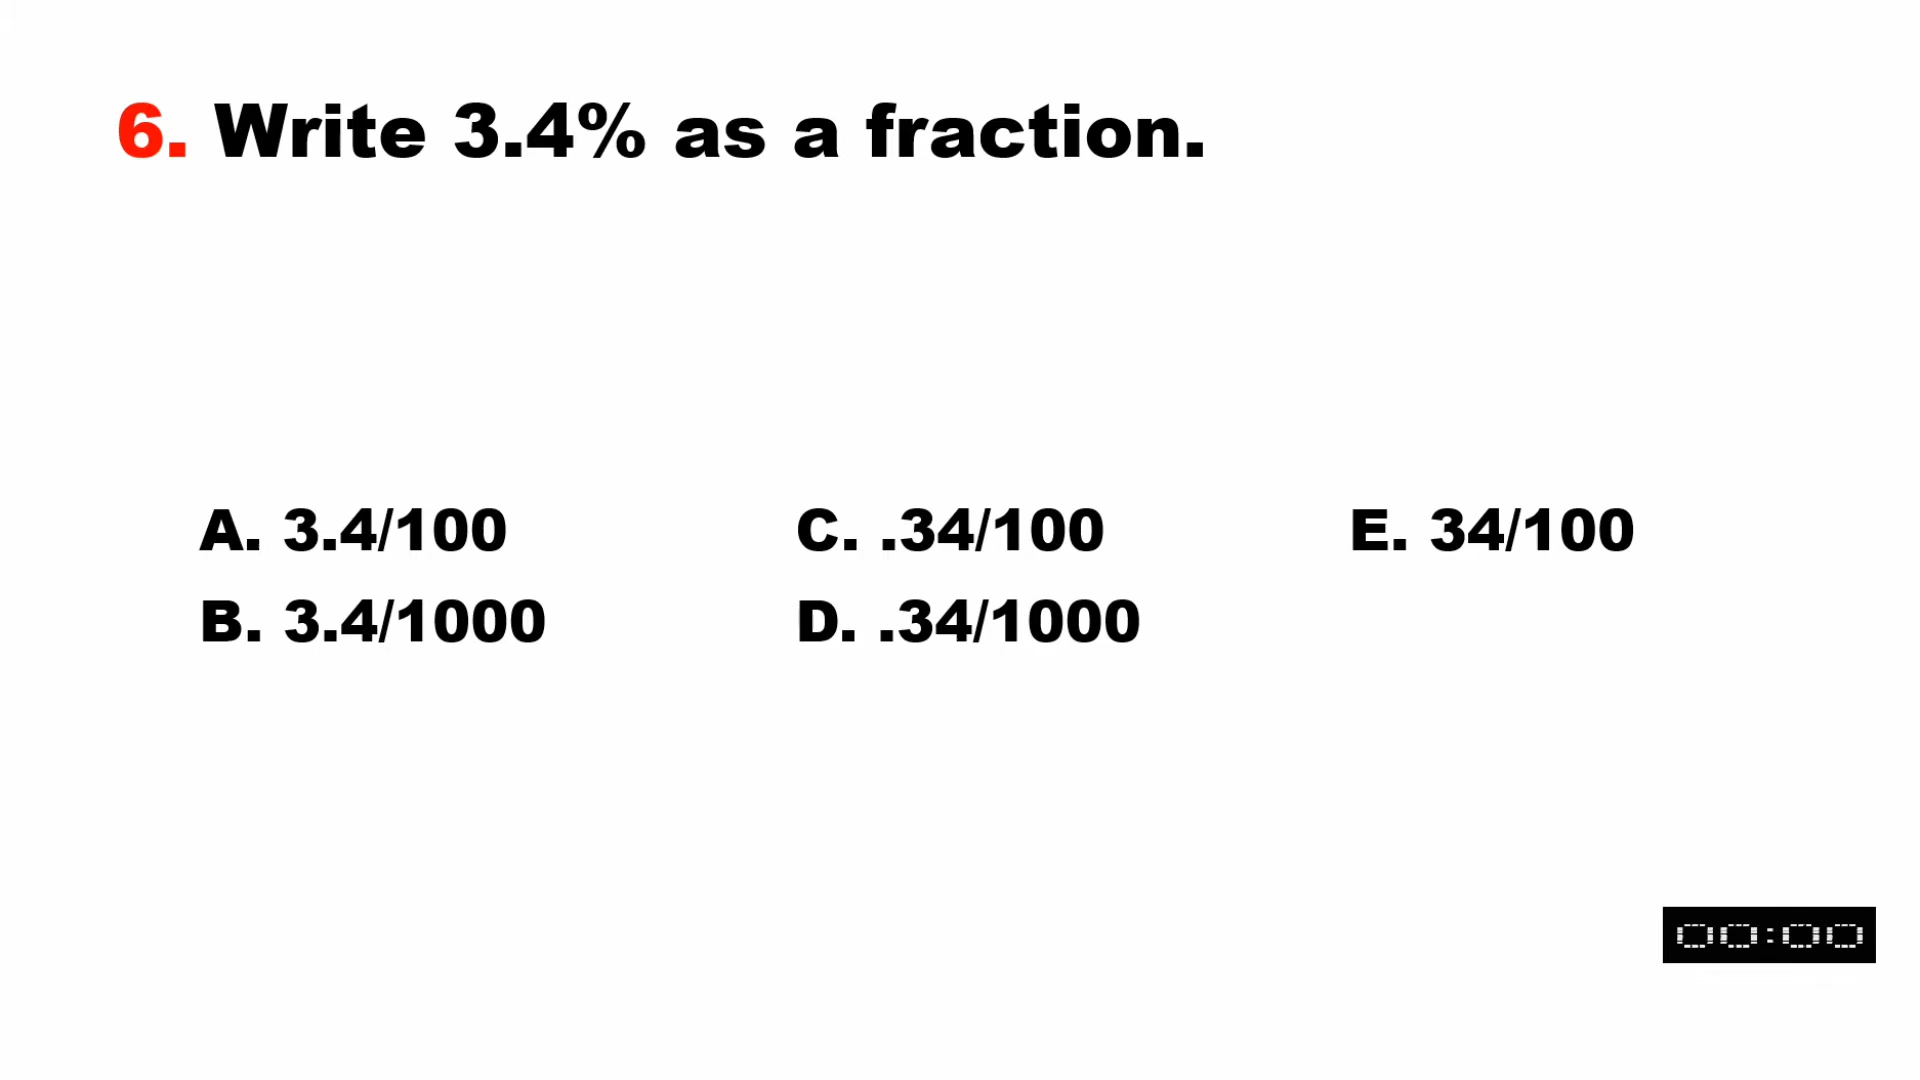 6. Write 3.4% as a fraction.
A. 3.4/100
B. 3.4/1000
C. .34/100
D. .34/1000
E. 34/100
00:00